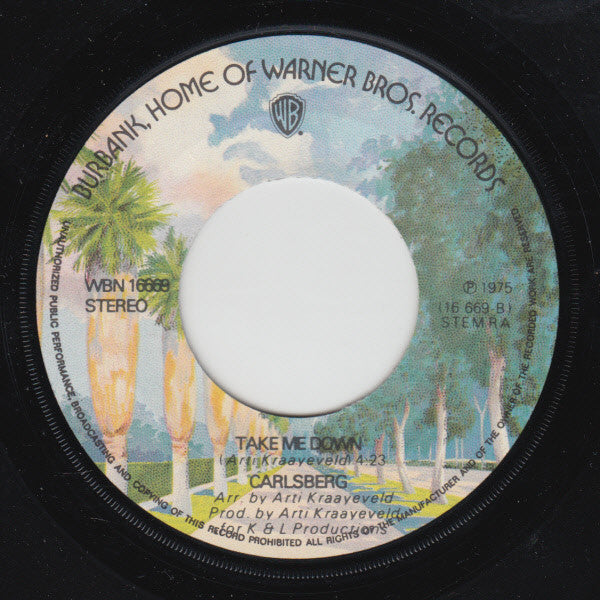 BURBANK, HOME OF WARNER BROS. RECORDS
WB
WBN 16669
STEREO
℗ 1975
(16 669-B)
STEMRA
TAKE ME DOWN
(Arti Kraayeveld) 4:23
CARLSBERG
Arr. by Arti Kraayeveld
Prod. by Arti Kraayeveld
for K & L Productions
UNAUTHORIZED PUBLIC PERFORMANCE, BROADCASTING AND COPYING OF THIS RECORD PROHIBITED ALL RIGHTS OF THE MANUFACTURER AND OF THE OWNER OF THE RECORDED WORK ARE RESERVED